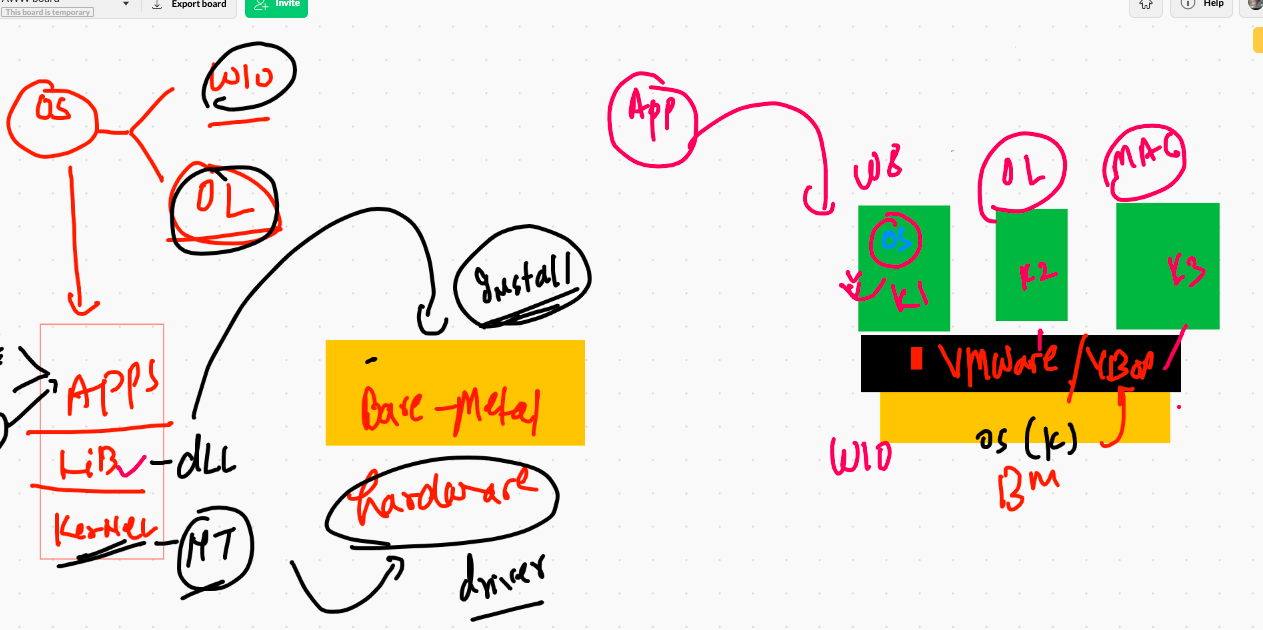 This board is temporary
Export board
Invite
Help
OS
W10
OL
APPS
LiB
dLL
Kernel
NT
Install
Bare-Metal
hardware
driver
APP
W8
OL
MAC
OS
K1
K2
K3
VMware / VBox
W10
OS (K)
BM